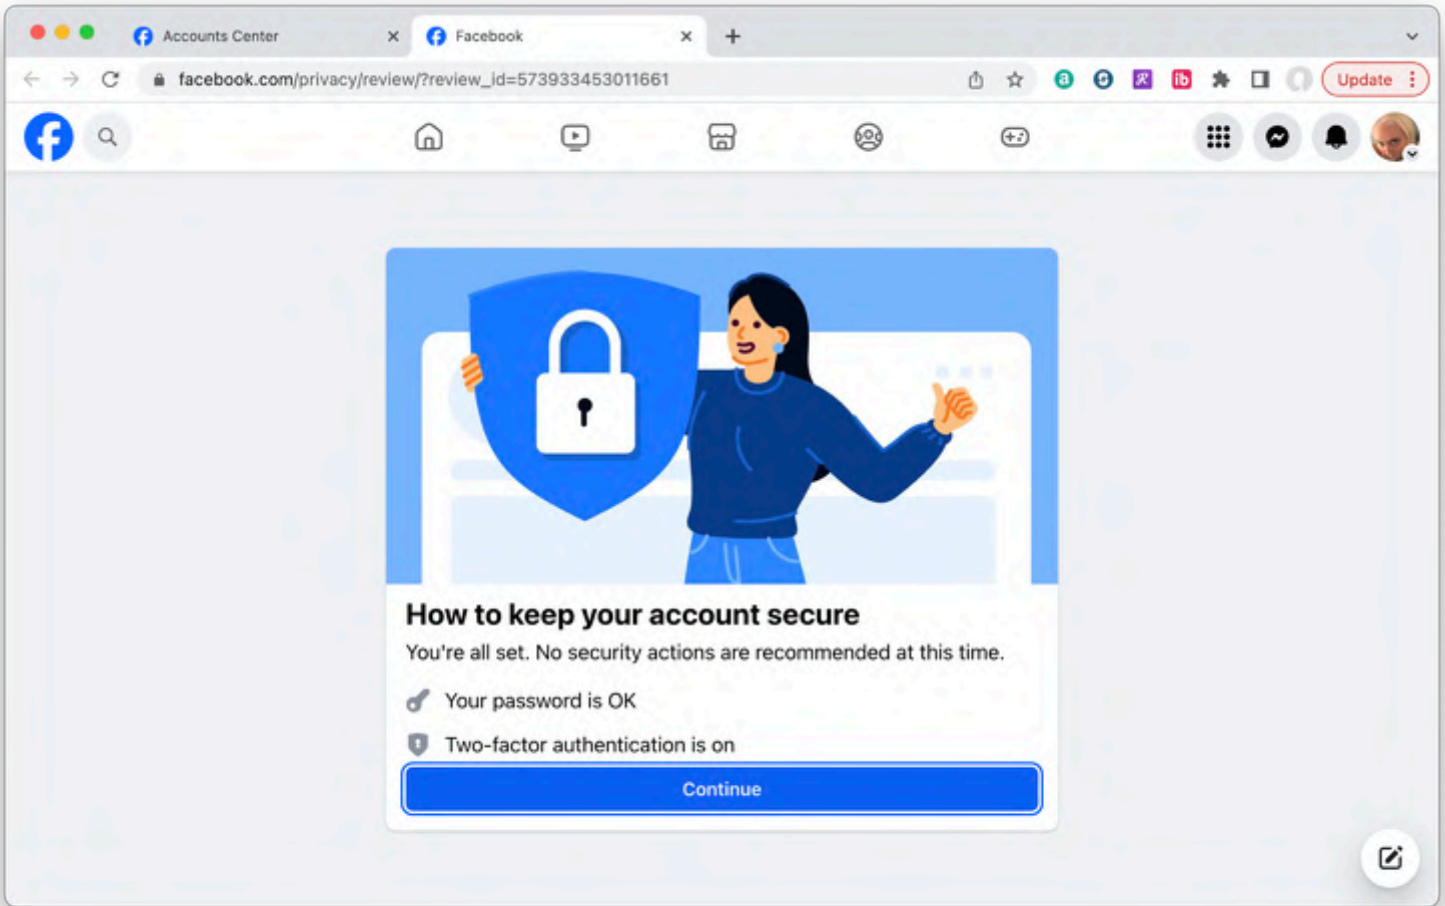 Accounts Center
Facebook
facebook.com/privacy/review/?review_id=573933453011661
Update
How to keep your account secure
You're all set. No security actions are recommended at this time.
Your password is OK
Two-factor authentication is on
Continue